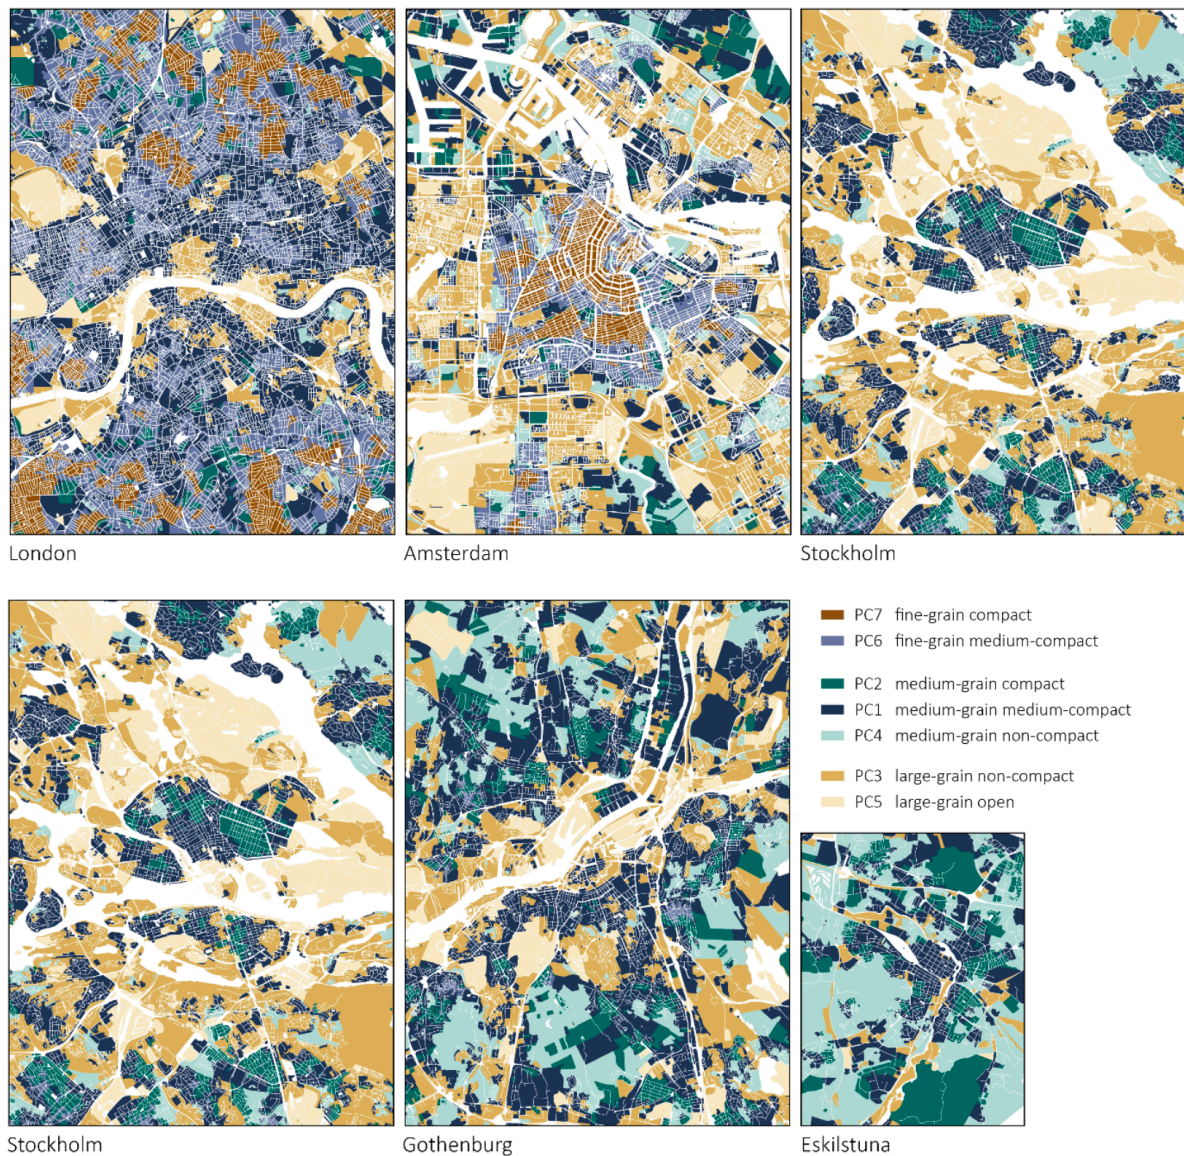 London
Amsterdam
Stockholm
PC7 fine-grain compact
PC6 fine-grain medium-compact
PC2 medium-grain compact
PC1 medium-grain medium-compact
PC4 medium-grain non-compact
PC3 large-grain non-compact
PC5 large-grain open
Stockholm
Gothenburg
Eskilstuna